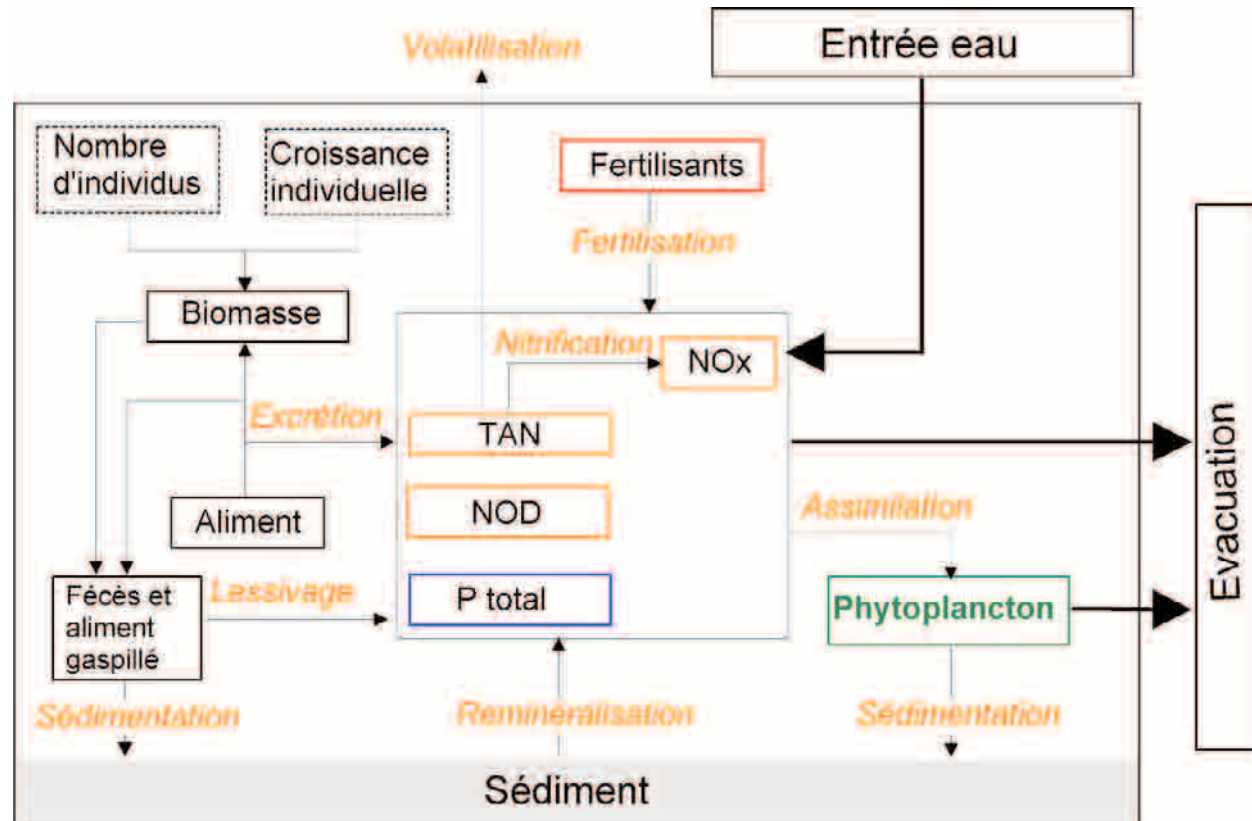 Volatilisation
Entrée eau
Nombre
d'individus
Croissance
individuelle
Fertilisants
Fertilisation
Biomasse
Nitrification
NOx
Excrétion
TAN
Aliment
NOD
Assimilation
Evacuation
Fécès et
aliment
gaspillé
Lessivage
P total
Phytoplancton
Sédimentation
Reminéralisation
Sédimentation
Sédiment